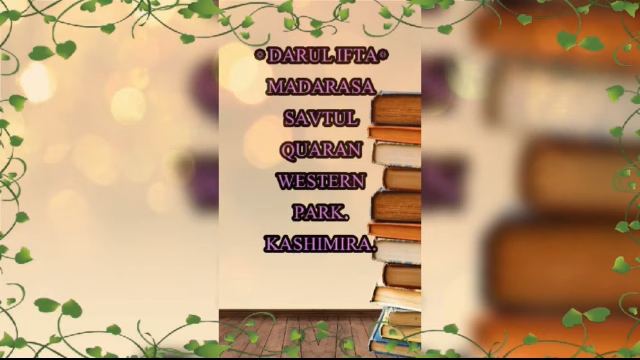 * DARUL IFTA*
MADARASA
SAVTUL
QUARAN
WESTERN
PARK.
KASHIMIRA.